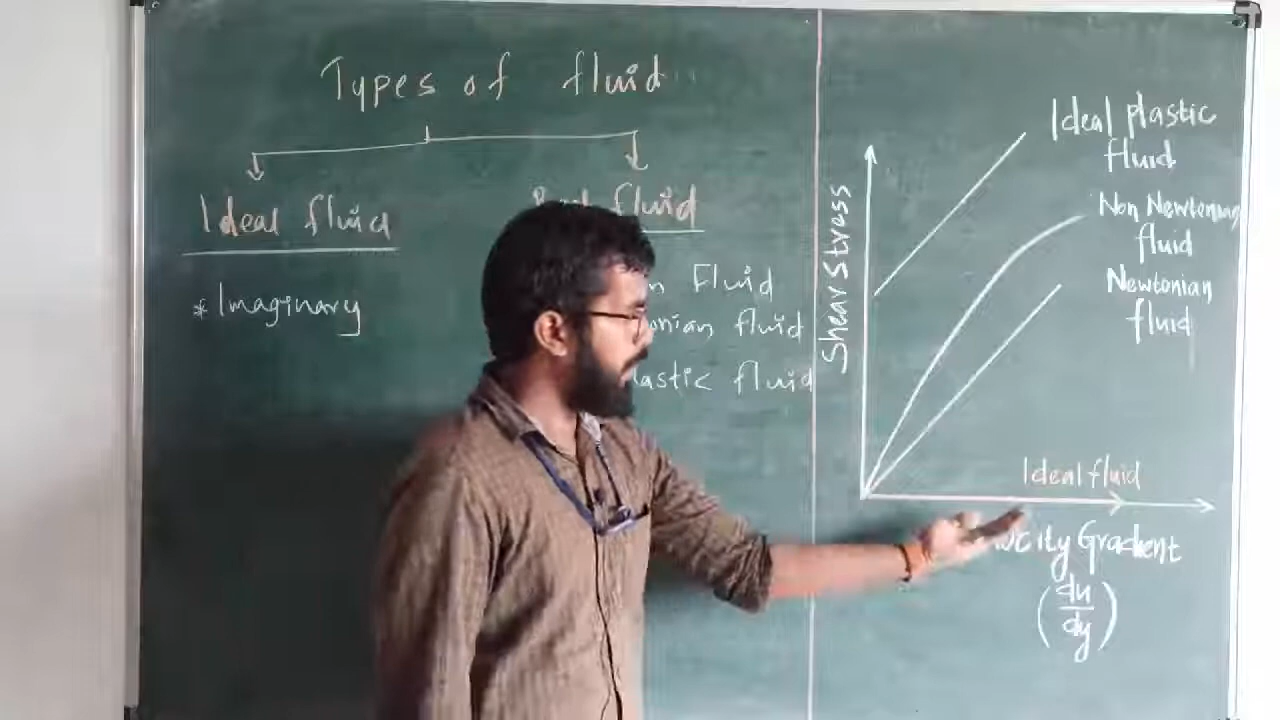 Types of fluid
Ideal fluid
fluid
* Imaginary
Fluid
fluid
fluid
Shear Stress
Ideal plastic
fluid
Non Newtonian
fluid
Newtonian
fluid
Ideal fluid
Gradient
(du/dy)